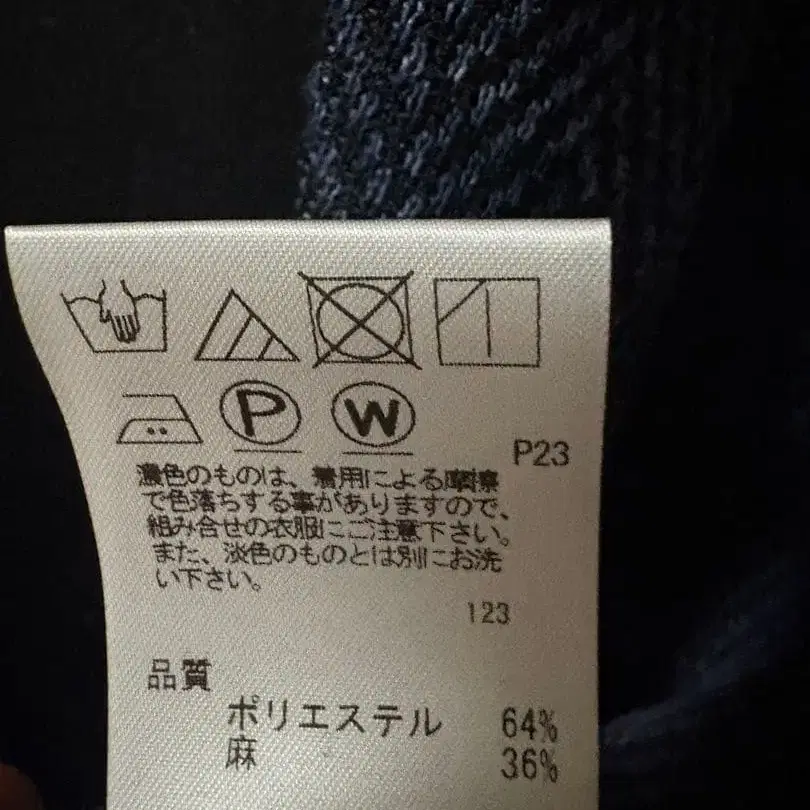 P W
P23
濃色のものは、着用による摩擦
で色落ちする事がありますので、
組み合せの衣服にご注意下さい。
また、淡色のものとは別にお洗
い下さい。
123
品質
ポリエステル 64%
麻 36%